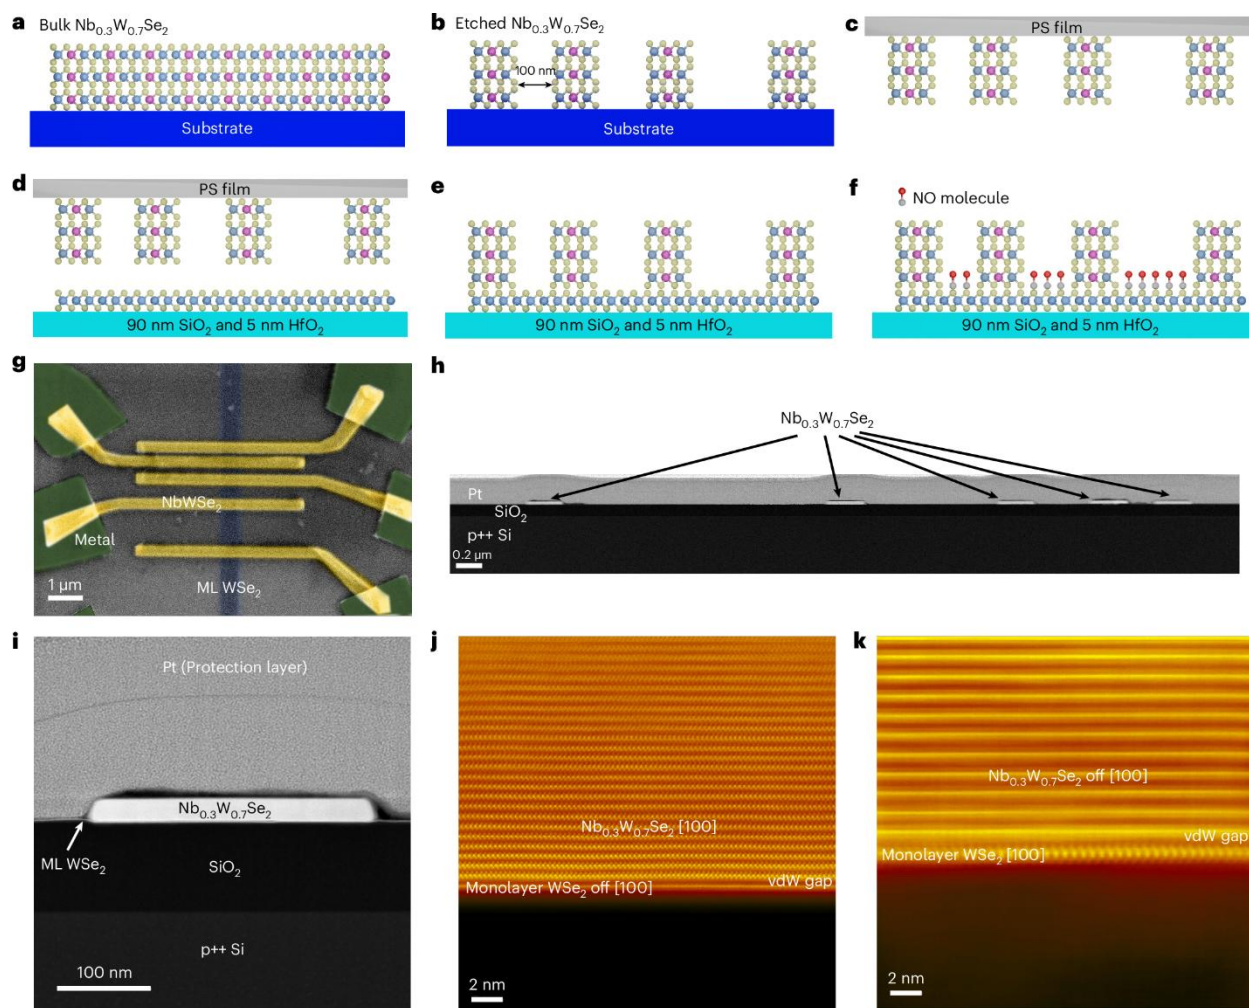 a Bulk Nb0.3W0.7Se2
Substrate
b Etched Nb0.3W0.7Se2
100 nm
Substrate
c
PS film
d
PS film
90 nm SiO2 and 5 nm HfO2
e
90 nm SiO2 and 5 nm HfO2
f
NO molecule
90 nm SiO2 and 5 nm HfO2
g
NbWSe2
Metal
ML WSe2
1 μm
h
Nb0.3W0.7Se2
Pt
SiO2
p++ Si
0.2 μm
i
Pt (Protection layer)
Nb0.3W0.7Se2
ML WSe2
SiO2
p++ Si
100 nm
j
Nb0.3W0.7Se2 [100]
vdW gap
Monolayer WSe2 off [100]
2 nm
k
Nb0.3W0.7Se2 off [100]
vdW gap
Monolayer WSe2 [100]
2 nm